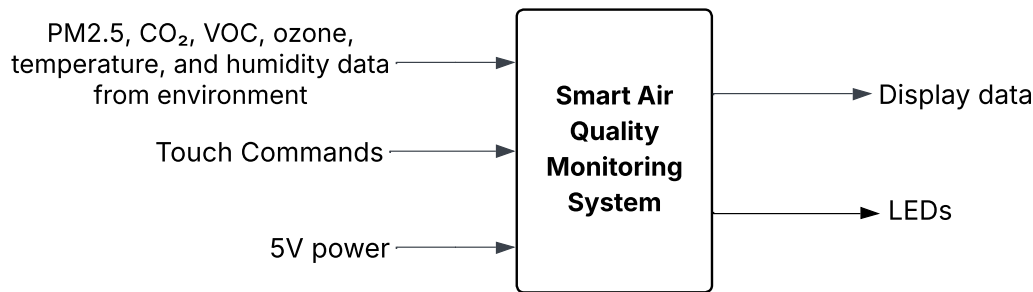 PM2.5, CO₂, VOC, ozone,
temperature, and humidity data
from environment
Touch Commands
5V power
Smart Air
Quality
Monitoring
System
Display data
LEDs